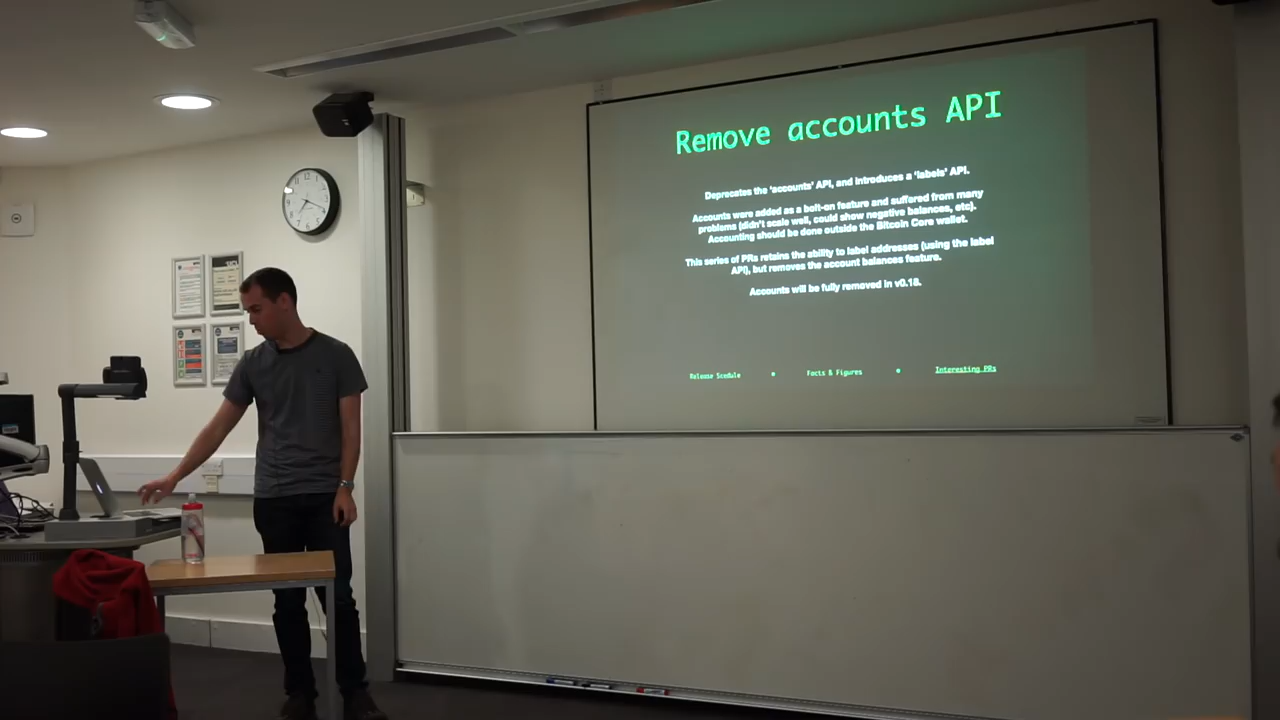 Remove accounts API
Deprecates the 'accounts' API, and introduces a 'labels' API.
Accounts were added as a bolt-on feature and suffered from many
problems (didn't scale well, could show negative balances, etc).
Accounting should be done outside the Bitcoin Core wallet.
This series of PRs retains the ability to label addresses (using the label
API), but removes the account balances feature.
Accounts will be fully removed in v0.18.
Release Scedule • Facts & Figures • Interesting PRs